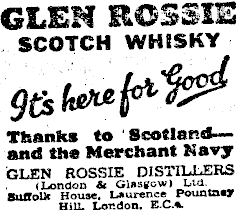 GLEN ROSSIE
SCOTCH WHISKY
It's here for Good
Thanks to Scotland—
and the Merchant Navy
GLEN ROSSIE DISTILLERS
(London & Glasgow) Ltd.
Suffolk House, Laurence Pountney
Hill, London, E.C.4.